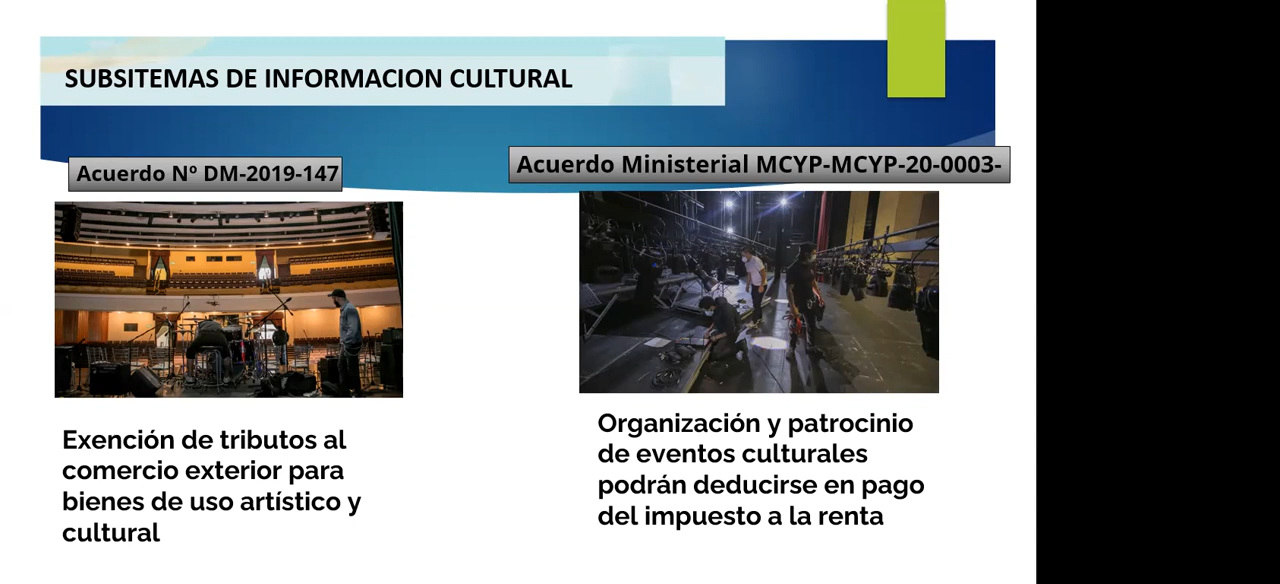 SUBSITEMAS DE INFORMACION CULTURAL
Acuerdo Nº DM-2019-147
Exención de tributos al
comercio exterior para
bienes de uso artístico y
cultural
Acuerdo Ministerial MCYP-MCYP-20-0003-
Organización y patrocinio
de eventos culturales
podrán deducirse en pago
del impuesto a la renta